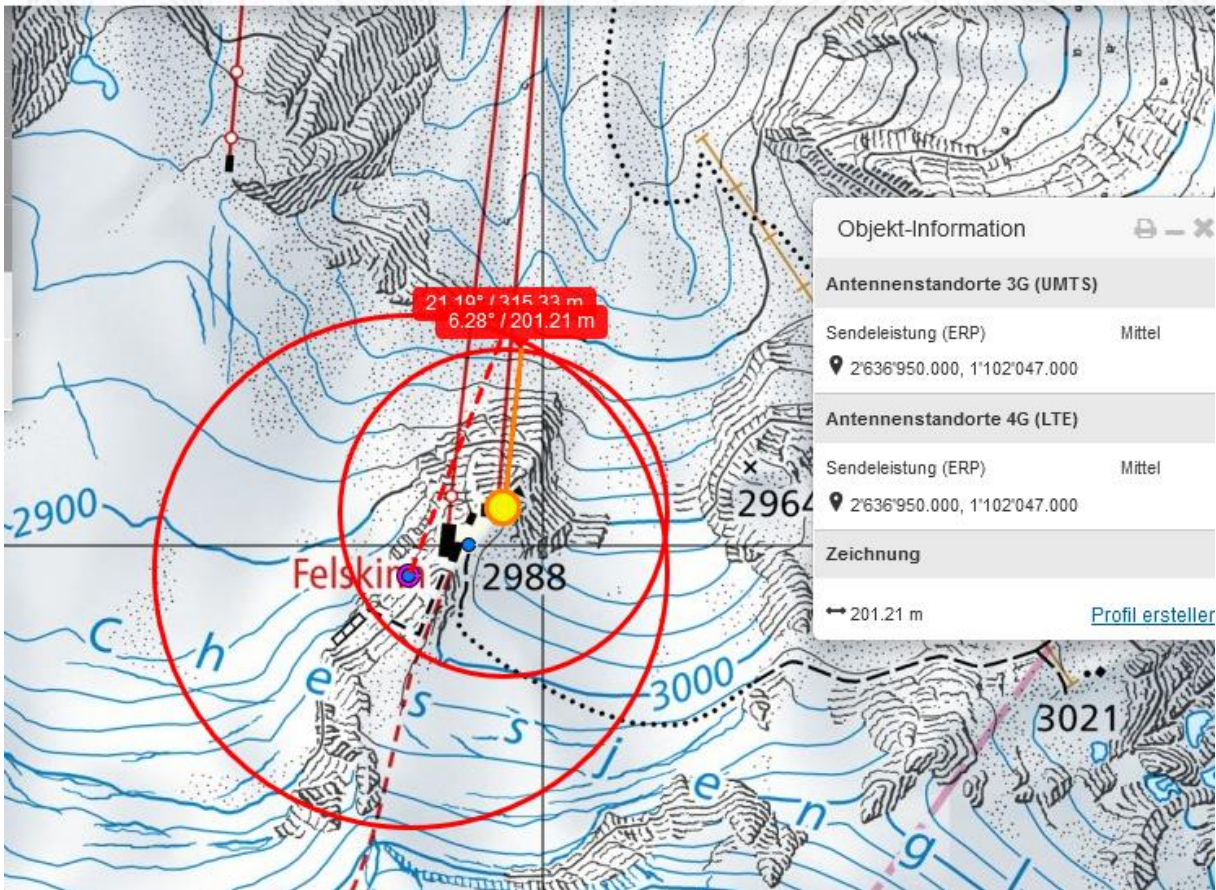 21.19° / 315.33 m
6.28° / 201.21 m
2900
Felskinn
2988
2964
3000
3021
C h e s s j e n g l
Objekt-Information
Antennenstandorte 3G (UMTS)
Sendeleistung (ERP) Mittel
2'636'950.000, 1'102'047.000
Antennenstandorte 4G (LTE)
Sendeleistung (ERP) Mittel
2'636'950.000, 1'102'047.000
Zeichnung
201.21 m Profil erstellen